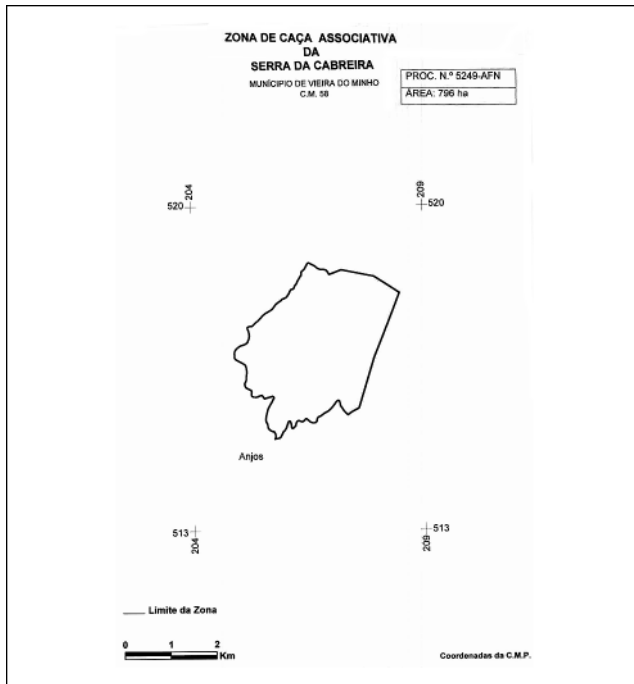 ZONA DE CAÇA ASSOCIATIVA
DA
SERRA DA CABREIRA
MUNÍCIPIO DE VIEIRA DO MINHO
C.M. 58
PROC. N.º 5249-AFN
ÁREA: 796 ha
204
520
209
520
Anjos
513
204
513
209
Limite da Zona
0 1 2
Km
Coordenadas da C.M.P.